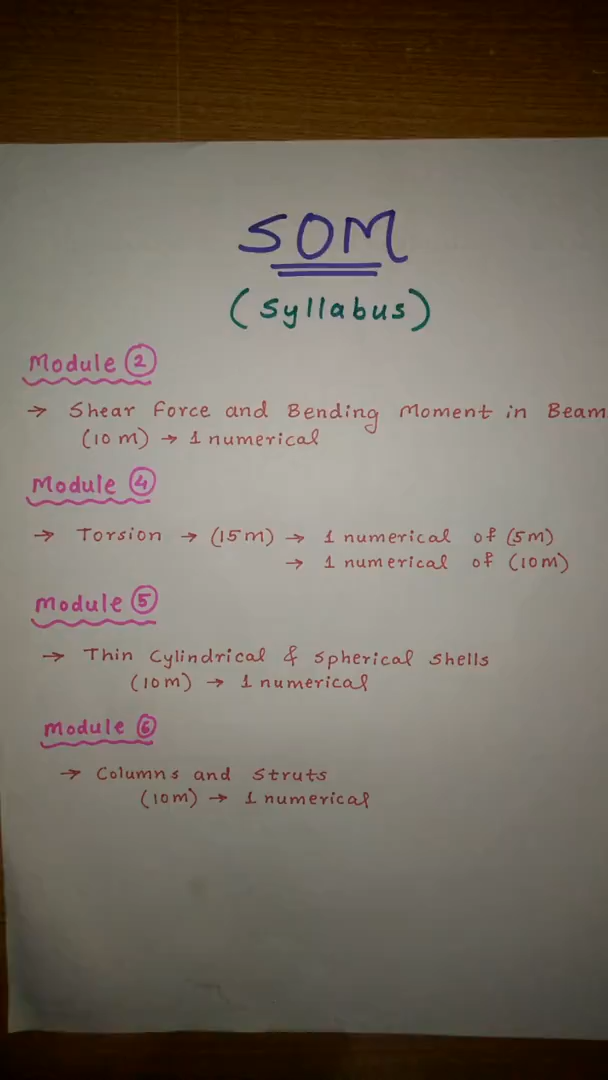 SOM
(Syllabus)
Module 2
→ Shear Force and Bending Moment in Beam
(10 m) → 1 numerical
Module 4
→ Torsion → (15m) → 1 numerical of (5m)
→ 1 numerical of (10m)
Module 5
→ Thin Cylindrical & Spherical Shells
(10m) → 1 numerical
Module 6
→ Columns and Struts
(10m) → 1 numerical